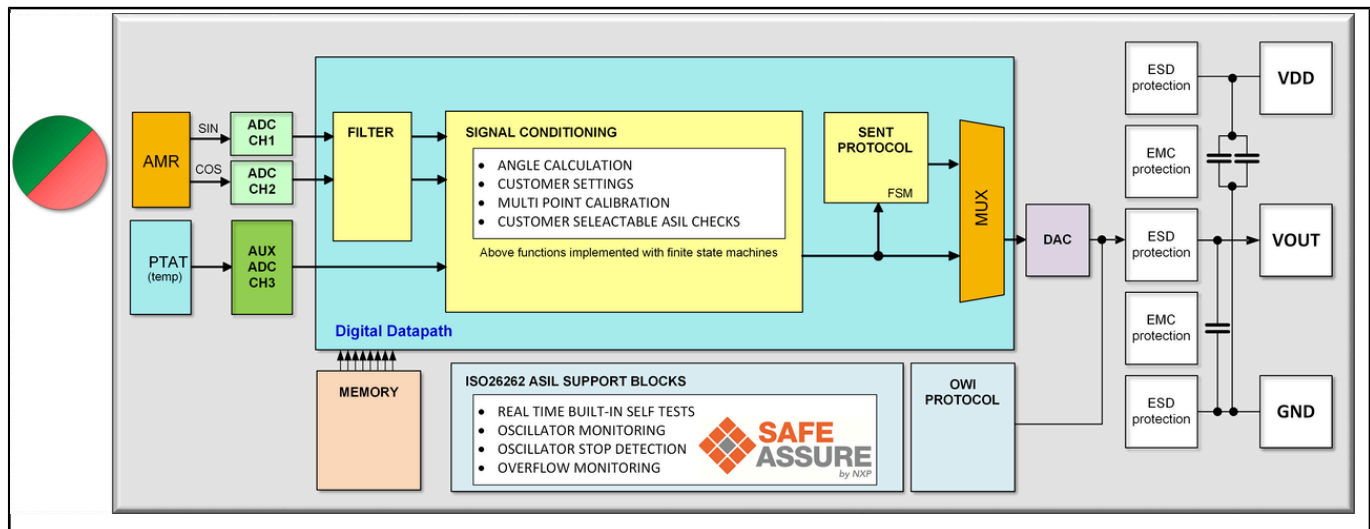 AMR
SIN
COS
ADC
CH1
ADC
CH2
PTAT
(temp)
AUX
ADC
CH3
FILTER
SIGNAL CONDITIONING
• ANGLE CALCULATION
• CUSTOMER SETTINGS
• MULTI POINT CALIBRATION
• CUSTOMER SELEACTABLE ASIL CHECKS
Above functions implemented with finite state machines
SENT
PROTOCOL
FSM
MUX
DAC
Digital Datapath
MEMORY
ISO26262 ASIL SUPPORT BLOCKS
• REAL TIME BUILT-IN SELF TESTS
• OSCILLATOR MONITORING
• OSCILLATOR STOP DETECTION
• OVERFLOW MONITORING
SAFE
ASSURE
by NXP
OWI
PROTOCOL
ESD
protection
VDD
EMC
protection
ESD
protection
VOUT
EMC
protection
ESD
protection
GND